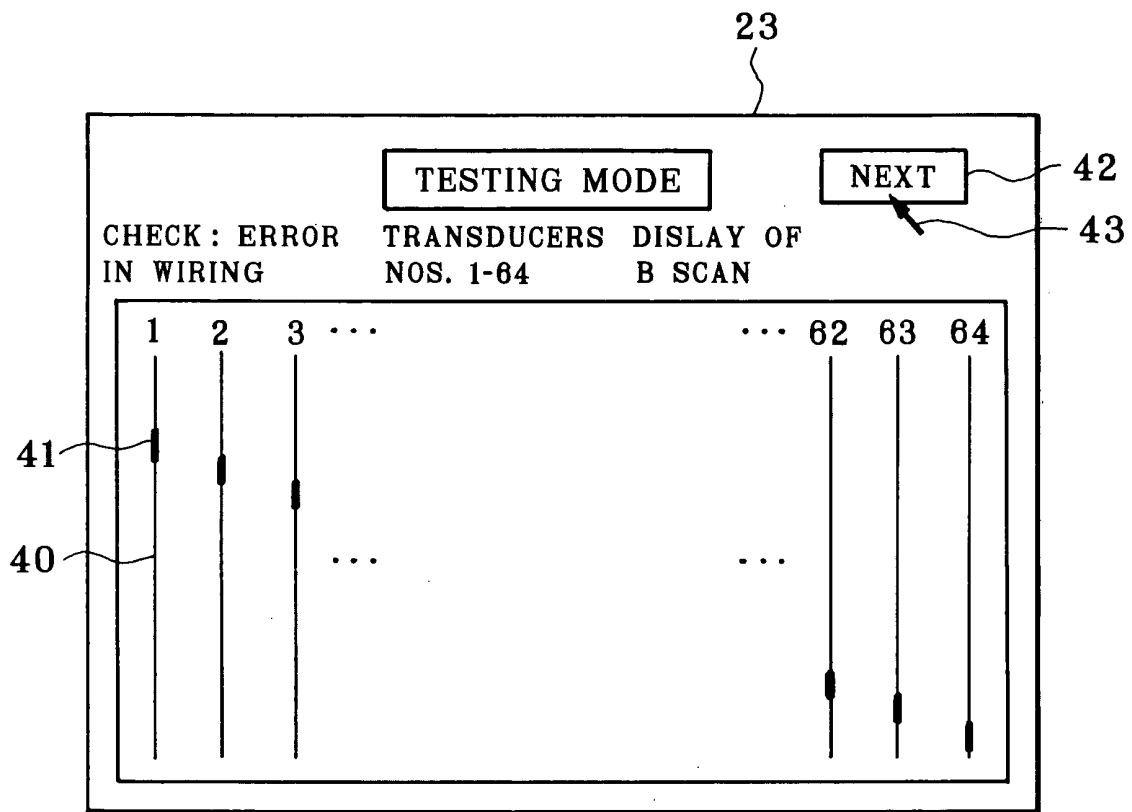 23
TESTING MODE
NEXT
42
43
CHECK : ERROR IN WIRING
TRANSDUCERS NOS. 1-64
DISLAY OF B SCAN
1 2 3 ··· ··· 62 63 64
41
40
··· ···